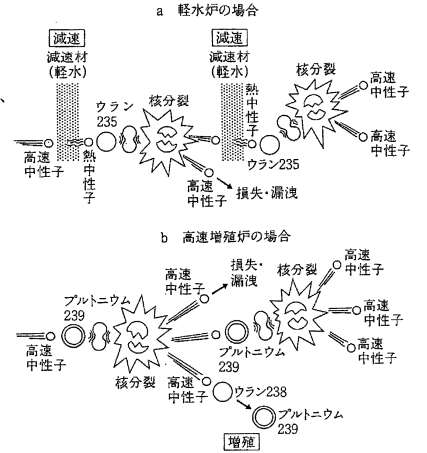 a 軽水炉の場合
減速
減速材
(軽水)
ウラン
235
核分裂
減速
減速材
(軽水)
熱中性子
核分裂
高速
中性子
高速
中性子
高速
中性子
熱中性子
高速
中性子
損失・漏洩
ウラン235
b 高速増殖炉の場合
プルトニウム
239
高速
中性子
損失・
漏洩
核分裂
高速
中性子
高速
中性子
高速
中性子
高速
中性子
核分裂
高速
中性子
プルトニウム
239
ウラン238
プルトニウム
239
増殖